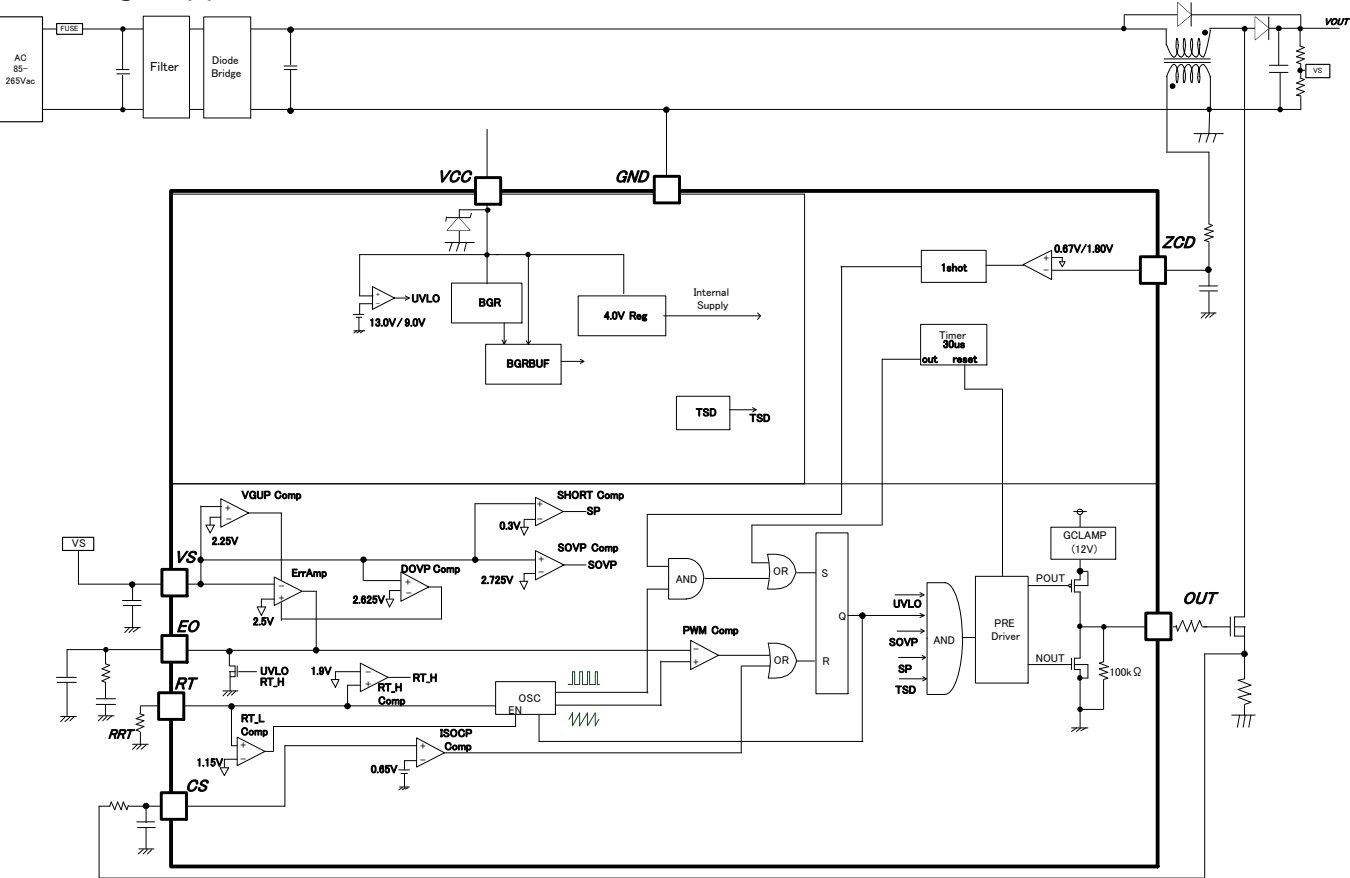 FUSE
VOUT
AC
85-
265Vac
Filter
Diode
Bridge
VS
VCC
GND
ZCD
0.67V/1.80V
1shot
UVLO
13.0V/9.0V
BGR
4.0V Reg
Internal
Supply
BGRBUF
Timer
30us
out reset
TSD
TSD
VGUP Comp
2.25V
SHORT Comp
SP
0.3V
SOVP Comp
SOVP
2.725V
VS
VS
ErrAmp
2.5V
DOVP Comp
2.625V
AND
OR
S
Q
R
GCLAMP
(12V)
POUT
PRE
Driver
NOUT
100kΩ
OUT
UVLO
SOVP
SP
TSD
AND
EO
UVLO
RT_H
1.9V
RT_H
RT_H
Comp
PWM Comp
OR
RT
RRT
RT_L
Comp
1.15V
OSC
EN
ISOCP
Comp
0.65V
CS